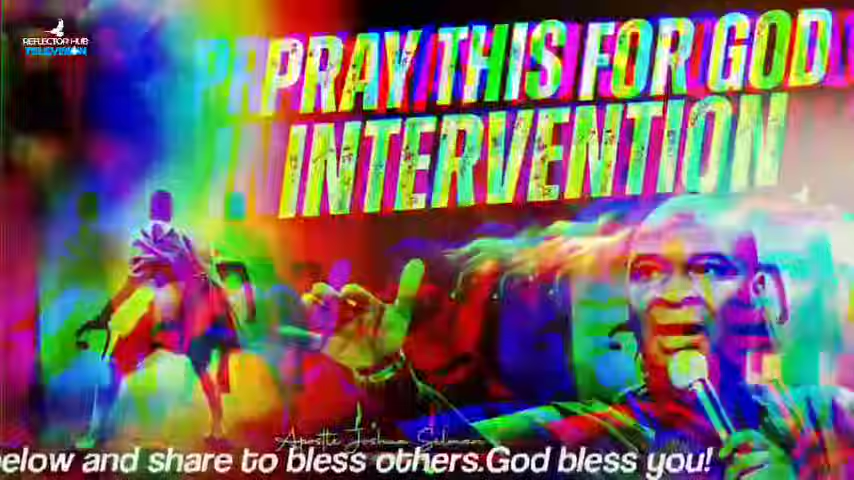 REFLECTOR HUB
TELEVISION
PRAY THIS FOR GOD
INTERVENTION
Apostle Joshua Selman
elow and share to bless others.God bless you!